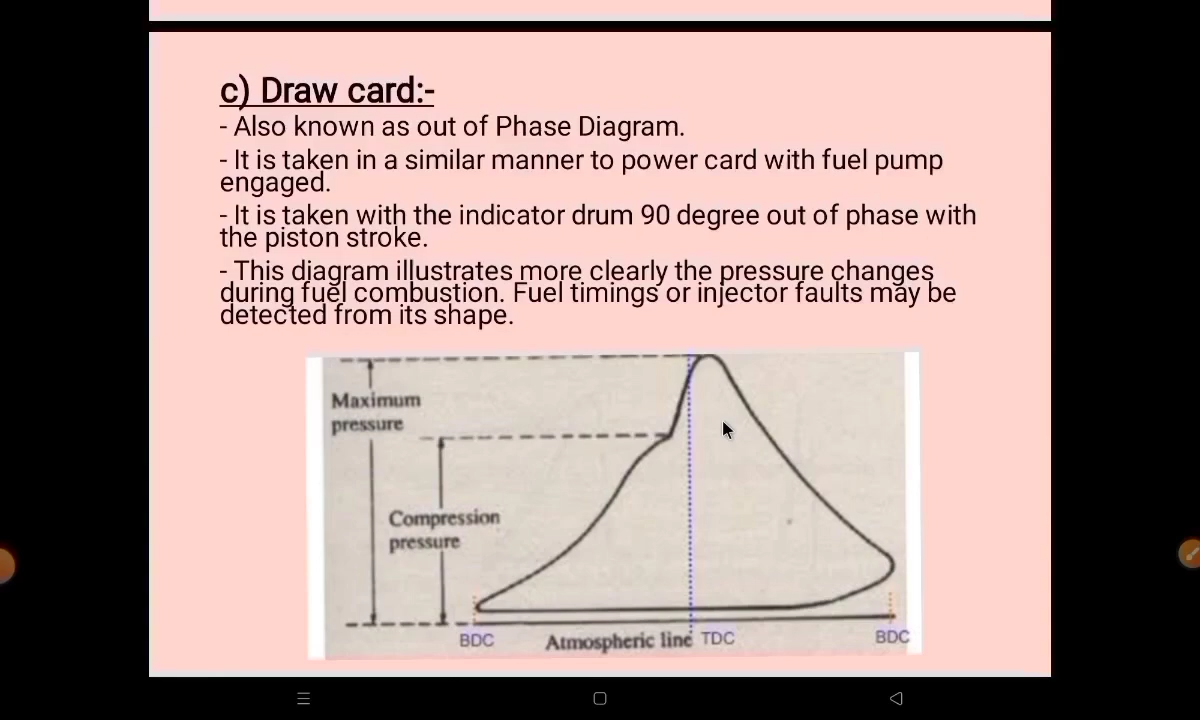 c) Draw card:-
- Also known as out of Phase Diagram.
- It is taken in a similar manner to power card with fuel pump
engaged.
- It is taken with the indicator drum 90 degree out of phase with
the piston stroke.
- This diagram illustrates more clearly the pressure changes
during fuel combustion. Fuel timings or injector faults may be
detected from its shape.
Maximum
pressure
Compression
pressure
BDC
Atmospheric line
TDC
BDC